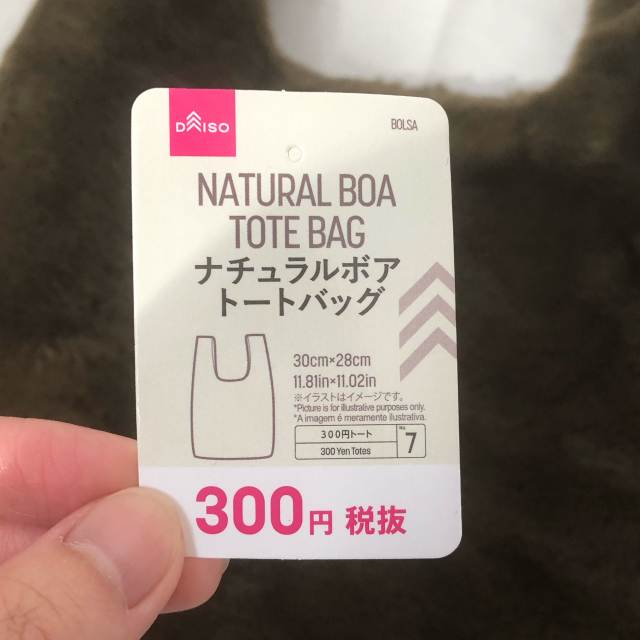 DAISO
BOLSA
NATURAL BOA
TOTE BAG
ナチュラルボア
トートバッグ
30cm×28cm
11.81in×11.02in
※イラストはイメージです。
*Picture is for illustrative purposes only.
*A imagem é meramente ilustrativa.
300円トート
300 Yen Totes
No.
7
300円 税抜